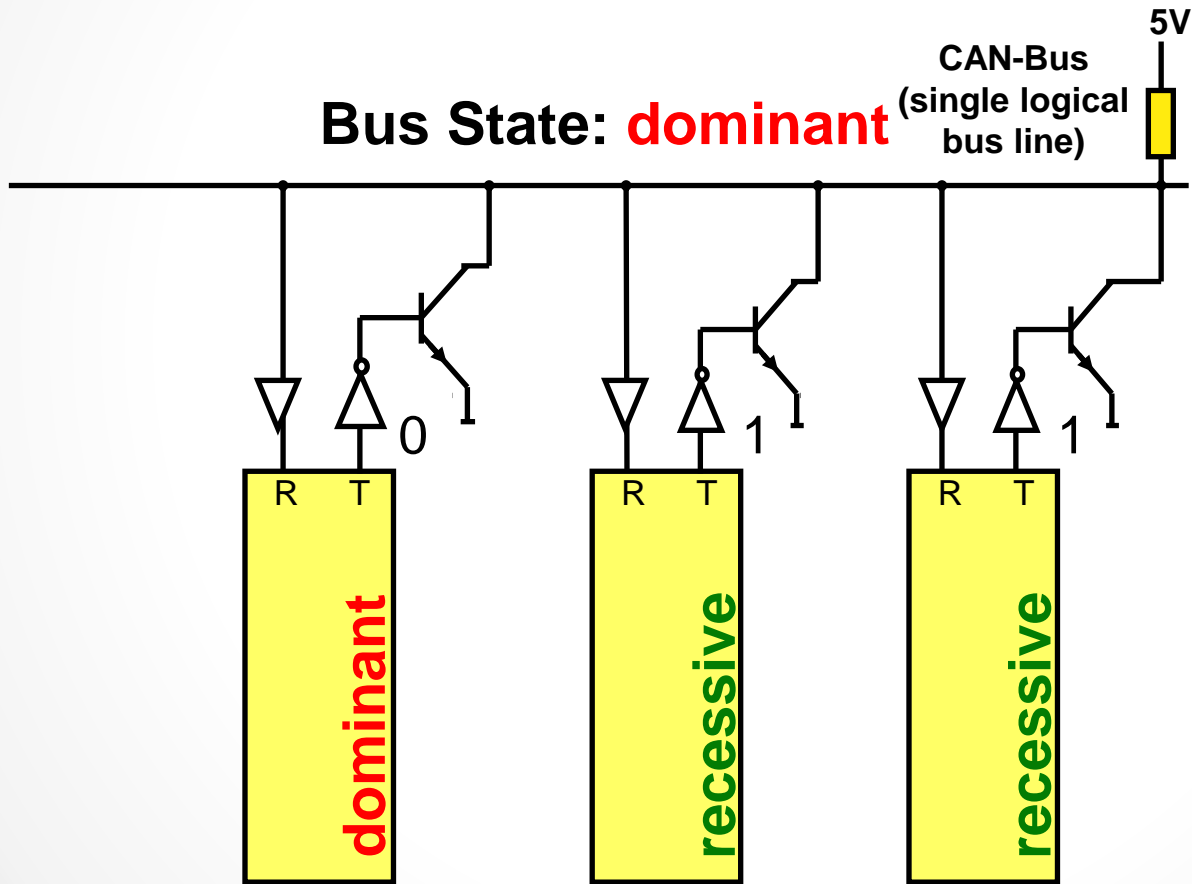 5V
CAN-Bus
(single logical
bus line)
Bus State: dominant
0
1
1
R T
R T
R T
dominant
recessive
recessive